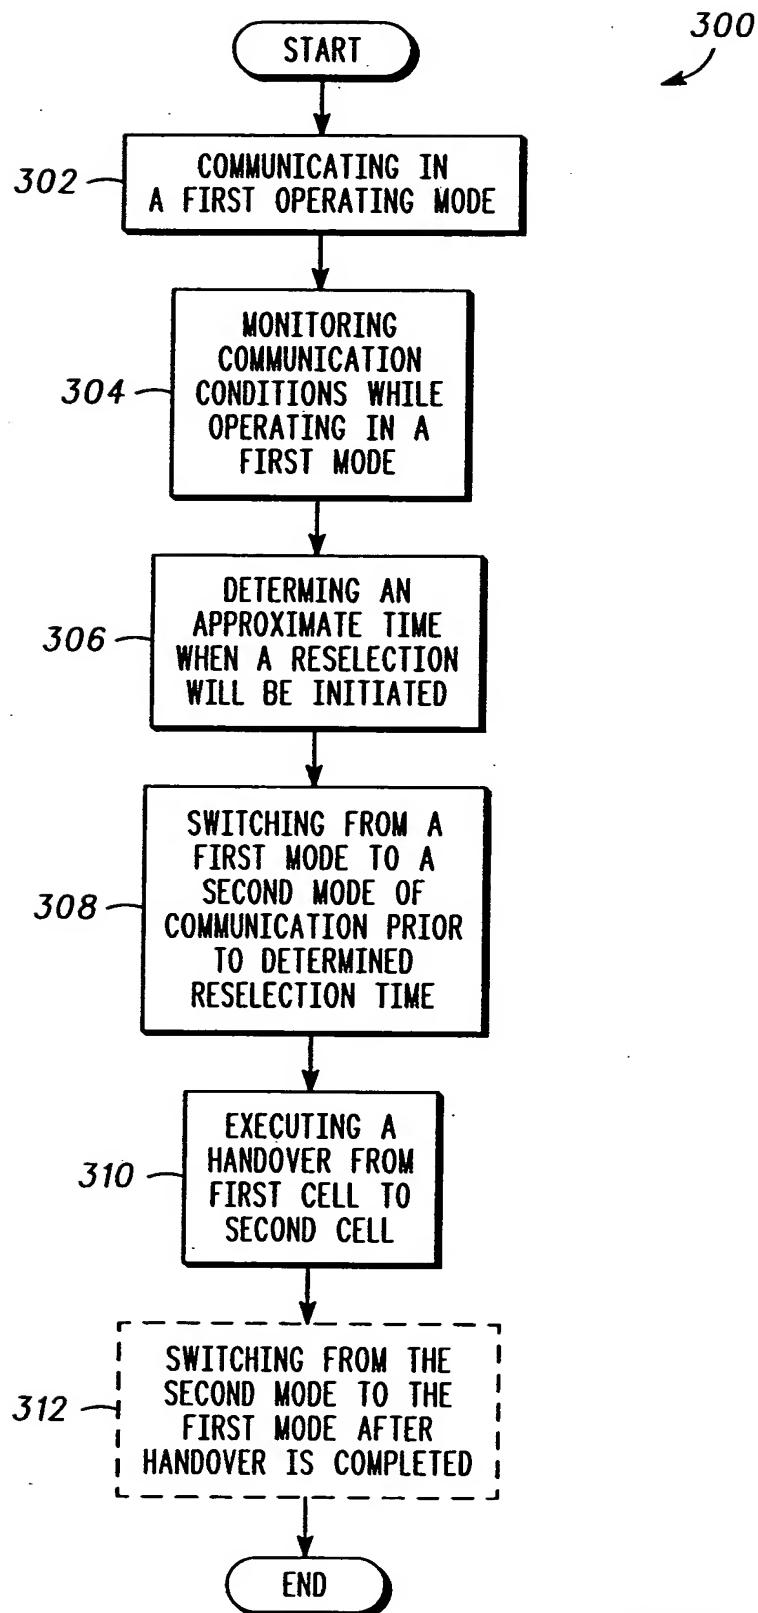 300
START
302
COMMUNICATING IN
A FIRST OPERATING MODE
304
MONITORING
COMMUNICATION
CONDITIONS WHILE
OPERATING IN A
FIRST MODE
306
DETERMING AN
APPROXIMATE TIME
WHEN A RESELECTION
WILL BE INITIATED
308
SWITCHING FROM A
FIRST MODE TO A
SECOND MODE OF
COMMUNICATION PRIOR
TO DETERMINED
RESELECTION TIME
310
EXECUTING A
HANDOVER FROM
FIRST CELL TO
SECOND CELL
312
SWITCHING FROM THE
SECOND MODE TO THE
FIRST MODE AFTER
HANDOVER IS COMPLETED
END